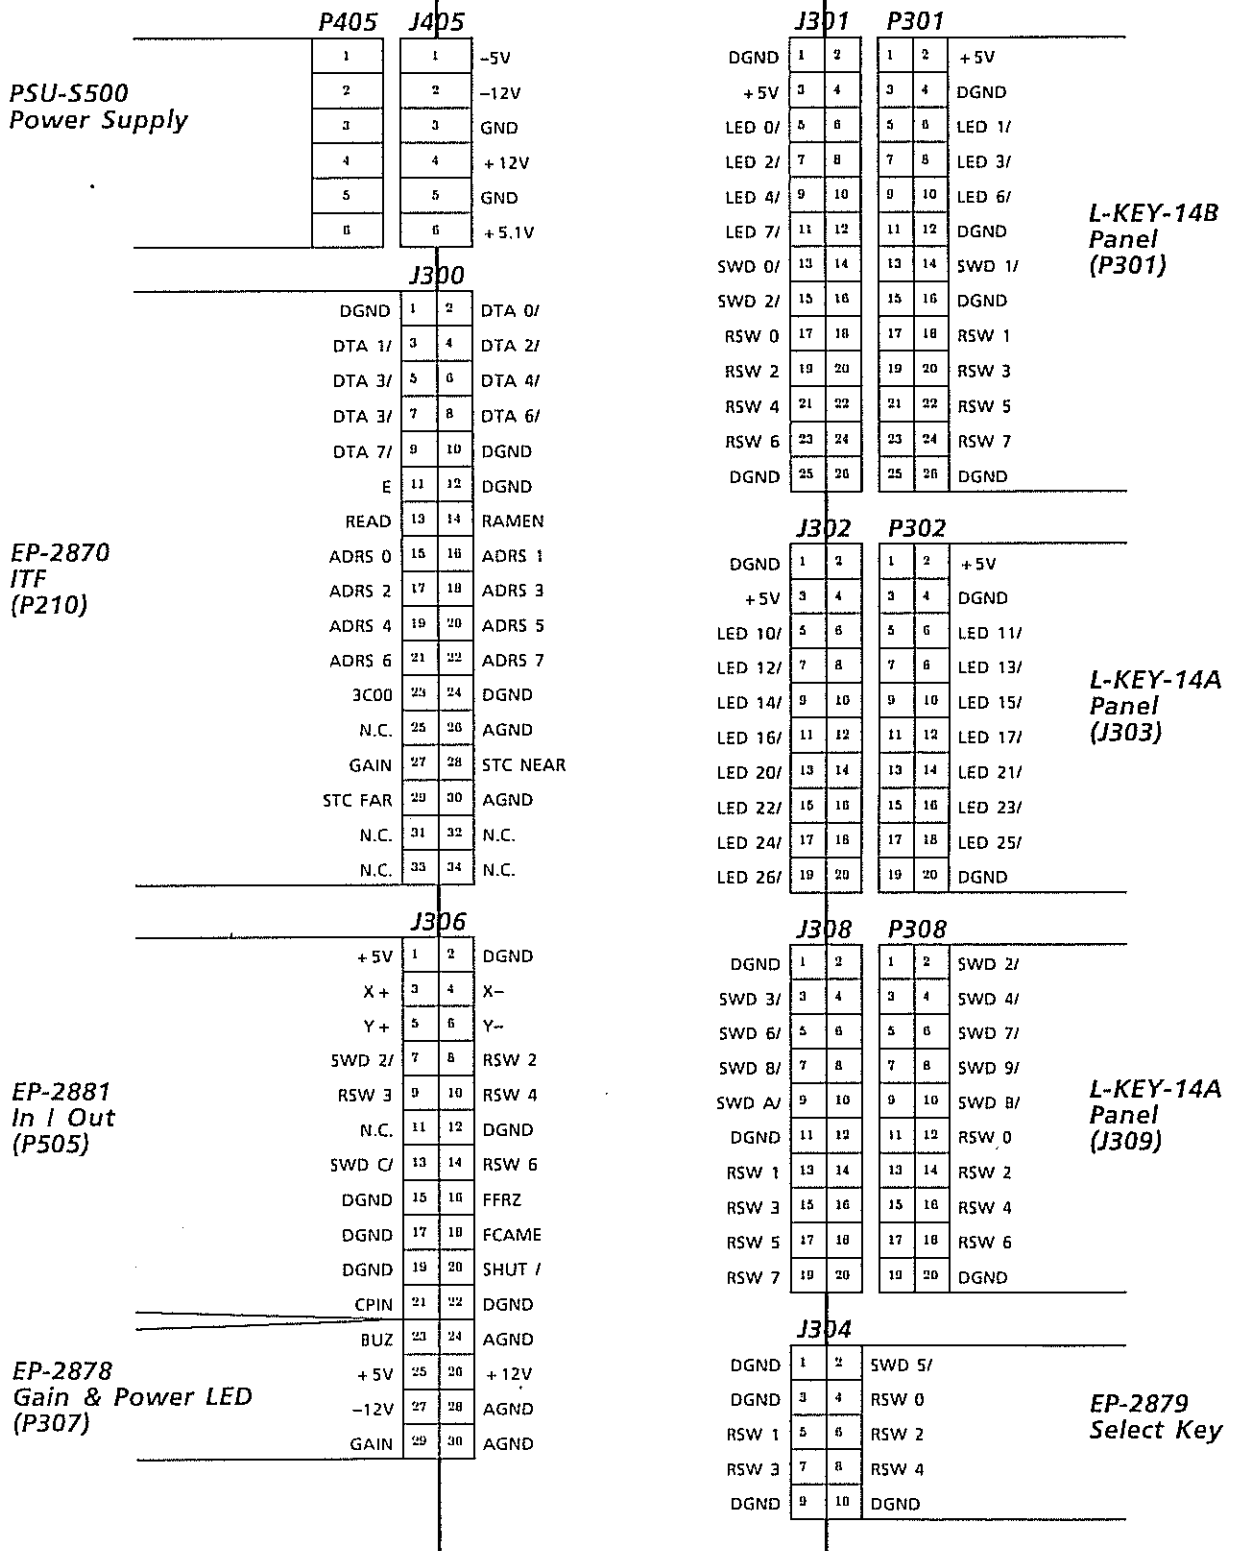 P405 J405
PSU-S500
Power Supply
1 1 -5V
2 2 -12V
3 3 GND
4 4 +12V
5 5 GND
6 6 +5.1V
J300
EP-2870
ITF
(P210)
DGND 1 2 DTA 0/
DTA 1/ 3 4 DTA 2/
DTA 3/ 5 6 DTA 4/
DTA 3/ 7 8 DTA 6/
DTA 7/ 9 10 DGND
E 11 12 DGND
READ 13 14 RAMEN
ADRS 0 15 16 ADRS 1
ADRS 2 17 18 ADRS 3
ADRS 4 19 20 ADRS 5
ADRS 6 21 22 ADRS 7
3C00 23 24 DGND
N.C. 25 26 AGND
GAIN 27 28 STC NEAR
STC FAR 29 30 AGND
N.C. 31 32 N.C.
N.C. 33 34 N.C.
J306
EP-2881
In / Out
(P505)
+5V 1 2 DGND
X+ 3 4 X-
Y+ 5 6 Y-
SWD 2/ 7 8 RSW 2
RSW 3 9 10 RSW 4
N.C. 11 12 DGND
SWD C/ 13 14 RSW 6
DGND 15 16 FFRZ
DGND 17 18 FCAME
DGND 19 20 SHUT /
CPIN 21 22 DGND
EP-2878
Gain & Power LED
(P307)
BUZ 23 24 AGND
+5V 25 26 +12V
-12V 27 28 AGND
GAIN 29 30 AGND
J301 P301
DGND 1 2 1 2 +5V
+5V 3 4 3 4 DGND
LED 0/ 5 6 5 6 LED 1/
LED 2/ 7 8 7 8 LED 3/
LED 4/ 9 10 9 10 LED 6/
LED 7/ 11 12 11 12 DGND
SWD 0/ 13 14 13 14 SWD 1/
SWD 2/ 15 16 15 16 DGND
RSW 0 17 18 17 18 RSW 1
RSW 2 19 20 19 20 RSW 3
RSW 4 21 22 21 22 RSW 5
RSW 6 23 24 23 24 RSW 7
DGND 25 26 25 26 DGND
L-KEY-14B
Panel
(P301)
J302 P302
DGND 1 2 1 2 +5V
+5V 3 4 3 4 DGND
LED 10/ 5 6 5 6 LED 11/
LED 12/ 7 8 7 8 LED 13/
LED 14/ 9 10 9 10 LED 15/
LED 16/ 11 12 11 12 LED 17/
LED 20/ 13 14 13 14 LED 21/
LED 22/ 15 16 15 16 LED 23/
LED 24/ 17 18 17 18 LED 25/
LED 26/ 19 20 19 20 DGND
L-KEY-14A
Panel
(J303)
J308 P308
DGND 1 2 1 2 SWD 2/
SWD 3/ 3 4 3 4 SWD 4/
SWD 6/ 5 6 5 6 SWD 7/
SWD 8/ 7 8 7 8 SWD 9/
SWD A/ 9 10 9 10 SWD B/
DGND 11 12 11 12 RSW 0
RSW 1 13 14 13 14 RSW 2
RSW 3 15 16 15 16 RSW 4
RSW 5 17 18 17 18 RSW 6
RSW 7 19 20 19 20 DGND
L-KEY-14A
Panel
(J309)
J304
DGND 1 2 SWD 5/
DGND 3 4 RSW 0
RSW 1 5 6 RSW 2
RSW 3 7 8 RSW 4
DGND 9 10 DGND
EP-2879
Select Key